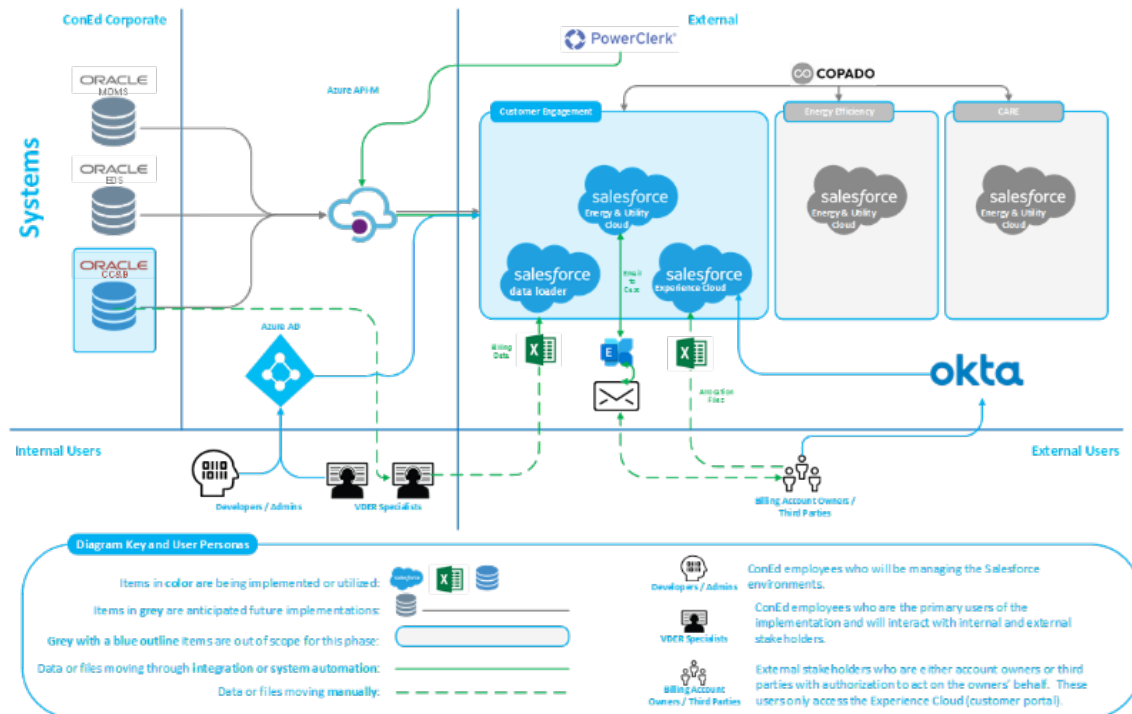 ConEd Corporate
External
PowerClerk
ORACLE
MDMS
Azure API-M
COPADO
Customer Engagement
Energy Efficiency
CARE
Systems
ORACLE
EDS
salesforce
Energy & Utility
Cloud
salesforce
Energy & Utility
Cloud
salesforce
Energy & Utility
Cloud
ORACLE
CC&B
salesforce
data loader
Email
to
Case
salesforce
Experience Cloud
Azure AD
Billing
Data
X
E
X
Allocation
Files
okta
Internal Users
External Users
Developers / Admins
VDER Specialists
Billing Account Owners /
Third Parties
Diagram Key and User Personas
Items in color are being implemented or utilized:
salesforce
X
Items in grey are anticipated future implementations:
Grey with a blue outline items are out of scope for this phase:
Data or files moving through integration or system automation:
Data or files moving manually:
Developers / Admins
ConEd employees who will be managing the Salesforce
environments.
VDER Specialists
ConEd employees who are the primary users of the
implementation and will interact with internal and external
stakeholders.
Billing Account
Owners / Third Parties
External stakeholders who are either account owners or third
parties with authorization to act on the owners' behalf. These
users only access the Experience Cloud (customer portal).